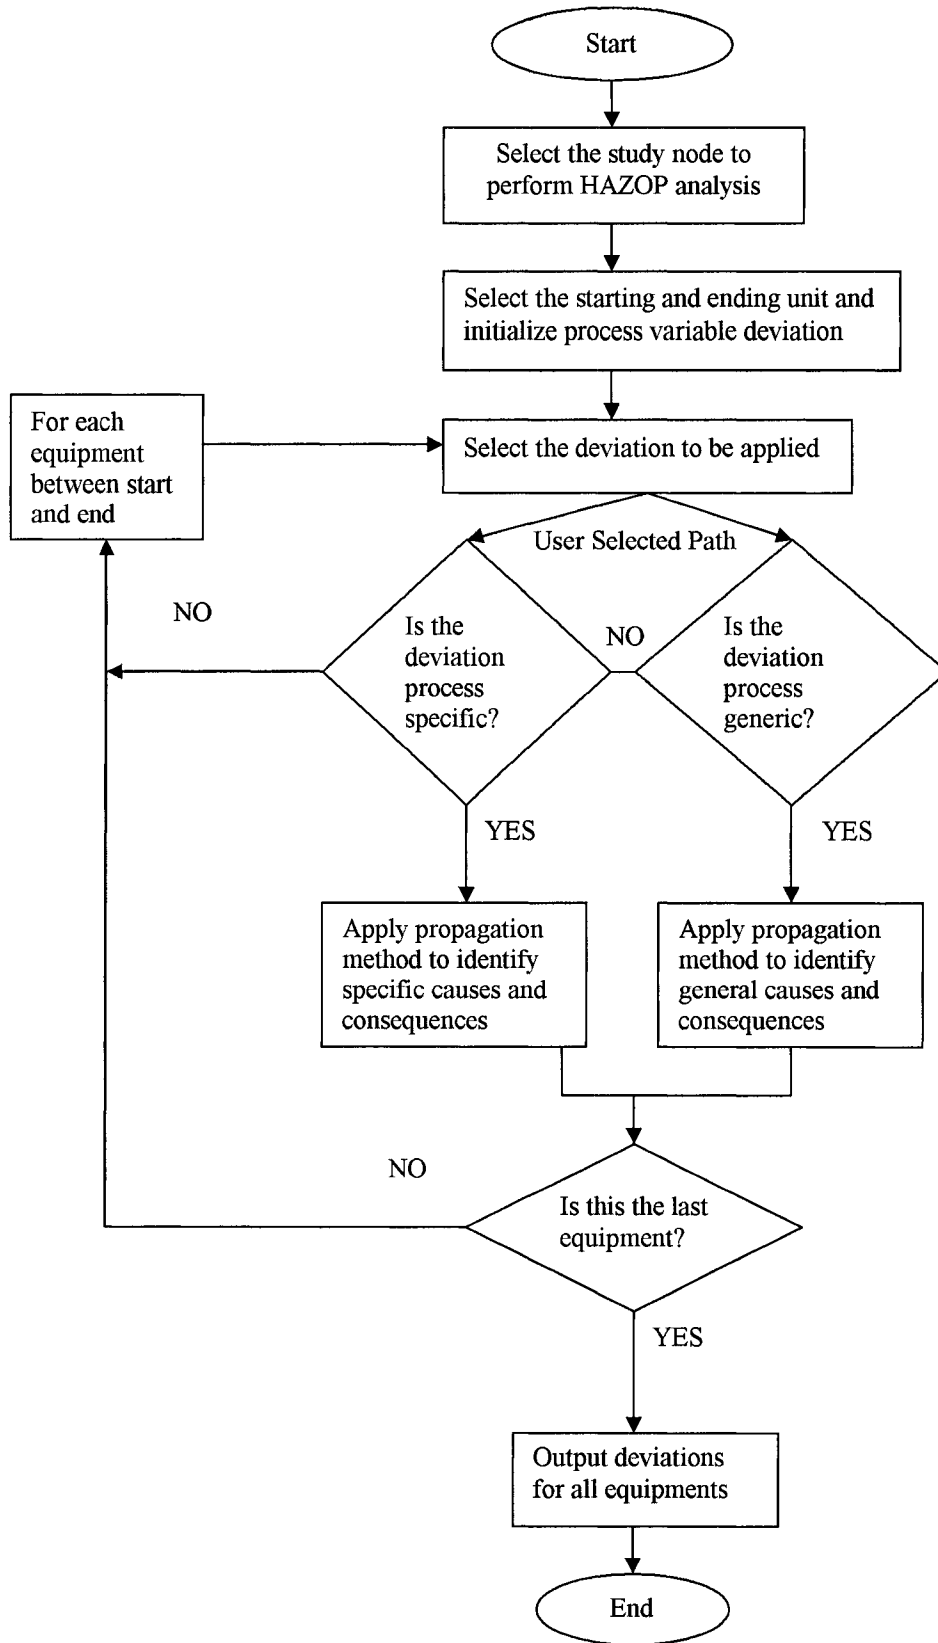 Start
Select the study node to
perform HAZOP analysis
Select the starting and ending unit and
initialize process variable deviation
For each
equipment
between start
and end
Select the deviation to be applied
User Selected Path
NO
Is the
deviation
process
specific?
NO
Is the
deviation
process
generic?
YES
YES
Apply propagation
method to identify
specific causes and
consequences
Apply propagation
method to identify
general causes and
consequences
NO
Is this the last
equipment?
YES
Output deviations
for all equipments
End